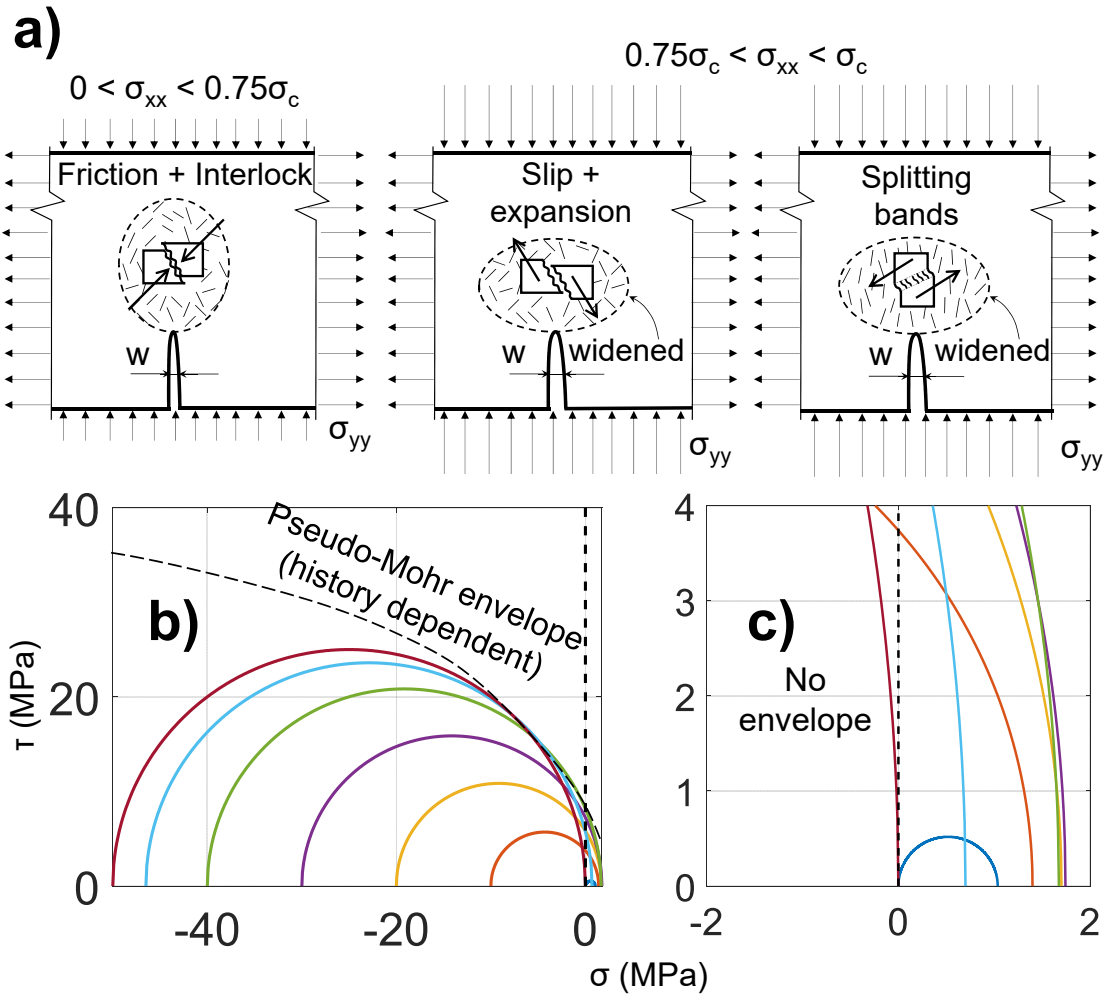 a)
0 < σxx < 0.75σc
0.75σc < σxx < σc
Friction + Interlock
Slip +
expansion
Splitting
bands
w
w
widened
w
widened
σyy
σyy
σyy
40
20
0
-40
-20
0
τ (MPa)
b)
Pseudo-Mohr envelope
(history dependent)
4
3
2
1
0
-2
0
2
c)
No
envelope
σ (MPa)